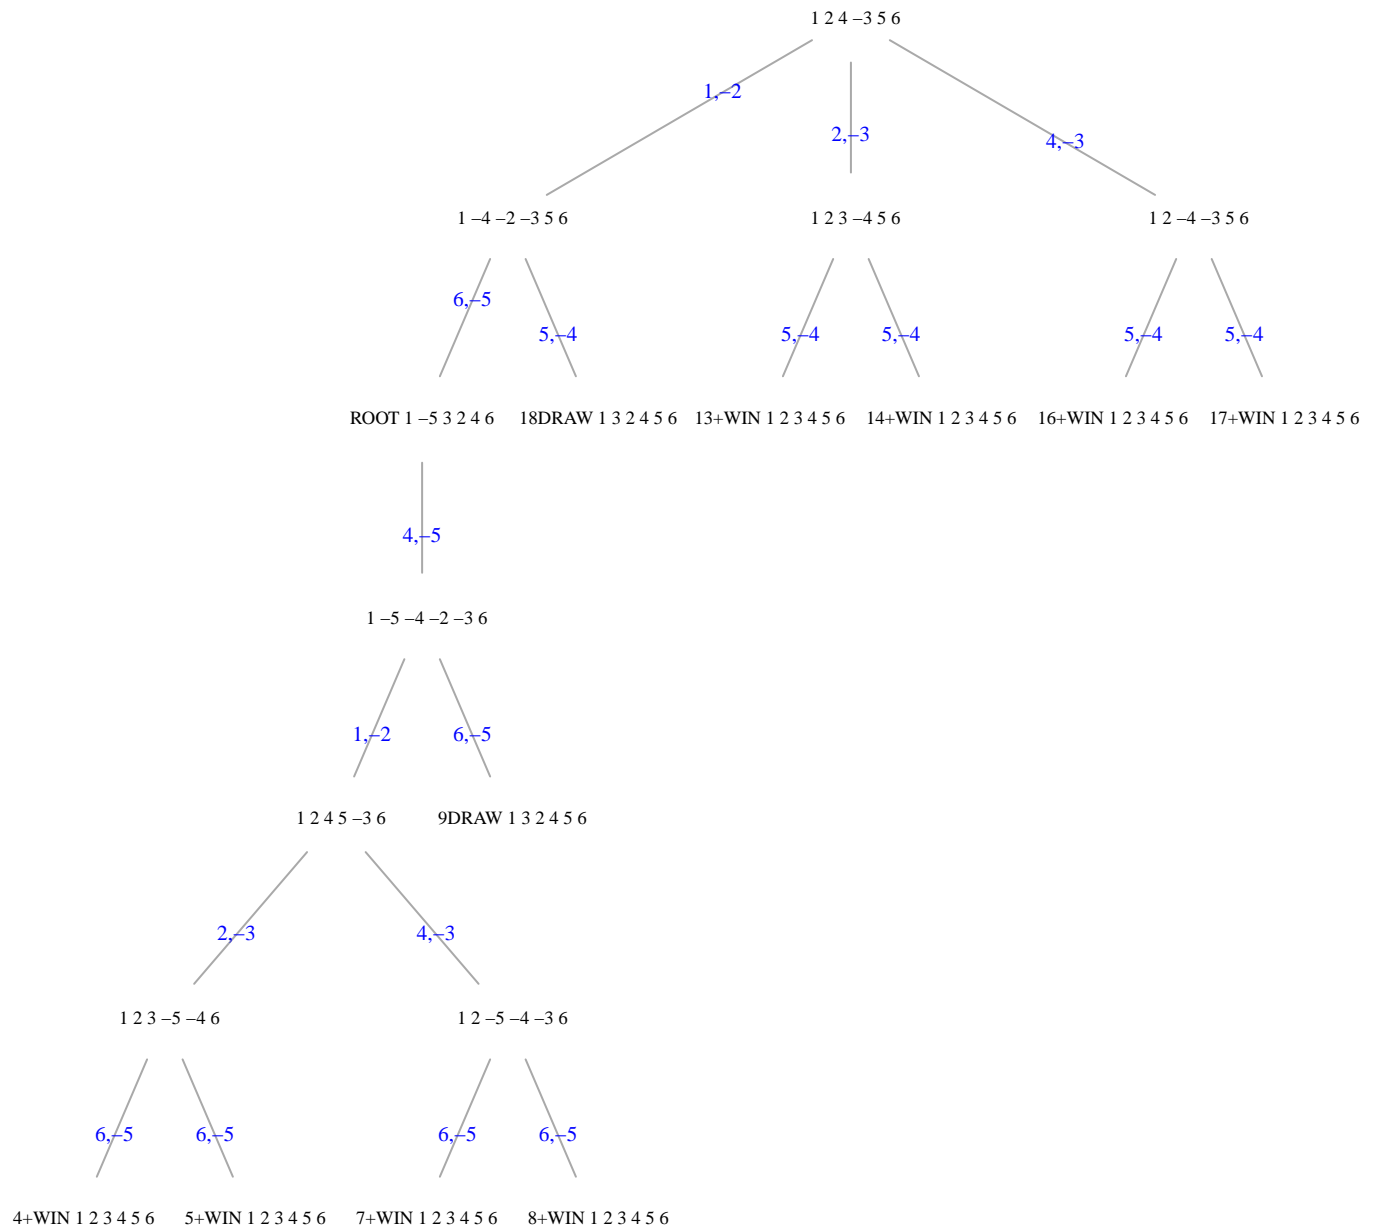 1 2 4 –3 5 6
1,–2
2,–3
4,–3
1 –4 –2 –3 5 6
1 2 3 –4 5 6
1 2 –4 –3 5 6
6,–5
5,–4
5,–4
5,–4
5,–4
5,–4
ROOT 1 –5 3 2 4 6
18DRAW 1 3 2 4 5 6
13+WIN 1 2 3 4 5 6
14+WIN 1 2 3 4 5 6
16+WIN 1 2 3 4 5 6
17+WIN 1 2 3 4 5 6
4,–5
1 –5 –4 –2 –3 6
1,–2
6,–5
1 2 4 5 –3 6
9DRAW 1 3 2 4 5 6
2,–3
4,–3
1 2 3 –5 –4 6
1 2 –5 –4 –3 6
6,–5
6,–5
6,–5
6,–5
4+WIN 1 2 3 4 5 6
5+WIN 1 2 3 4 5 6
7+WIN 1 2 3 4 5 6
8+WIN 1 2 3 4 5 6